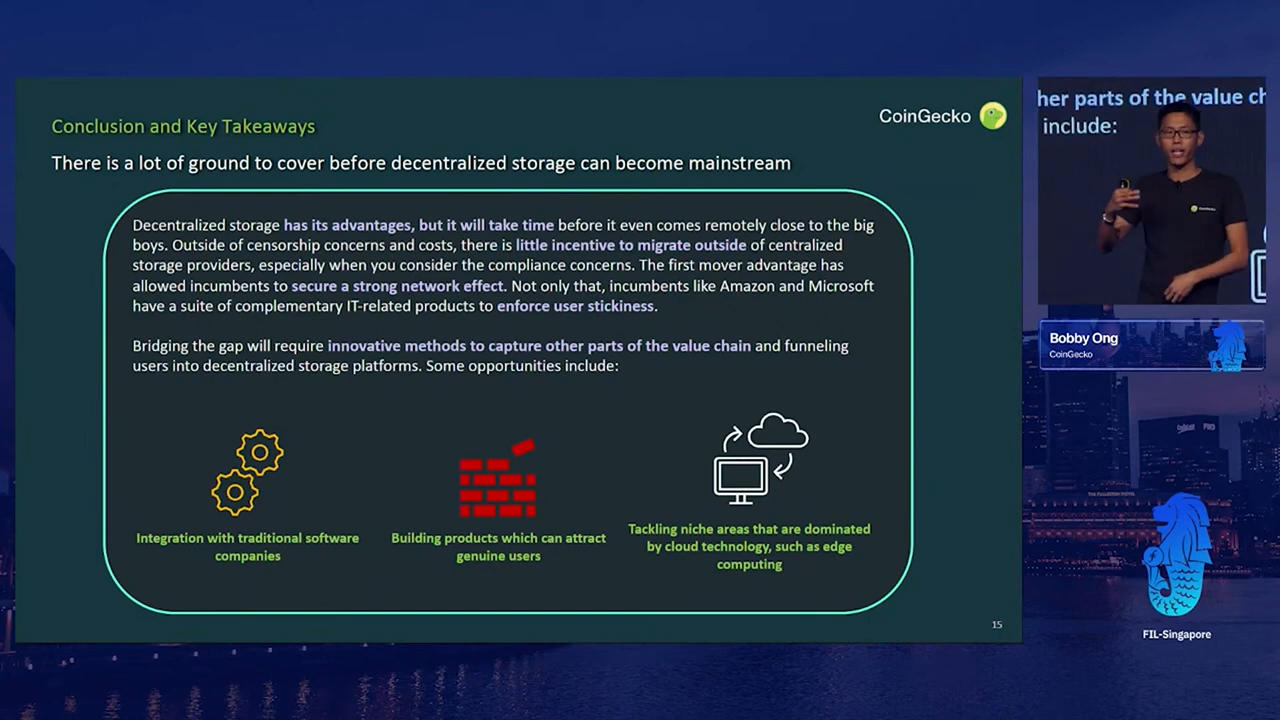 Conclusion and Key Takeaways
CoinGecko
There is a lot of ground to cover before decentralized storage can become mainstream
Decentralized storage has its advantages, but it will take time before it even comes remotely close to the big
boys. Outside of censorship concerns and costs, there is little incentive to migrate outside of centralized
storage providers, especially when you consider the compliance concerns. The first mover advantage has
allowed incumbents to secure a strong network effect. Not only that, incumbents like Amazon and Microsoft
have a suite of complementary IT-related products to enforce user stickiness.
Bridging the gap will require innovative methods to capture other parts of the value chain and funneling
users into decentralized storage platforms. Some opportunities include:
Integration with traditional software
companies
Building products which can attract
genuine users
Tackling niche areas that are dominated
by cloud technology, such as edge
computing
15
her parts of the value ch
include:
CoinGecko
Bobby Ong
CoinGecko
THE FULLERTON HOTEL
FIL-Singapore